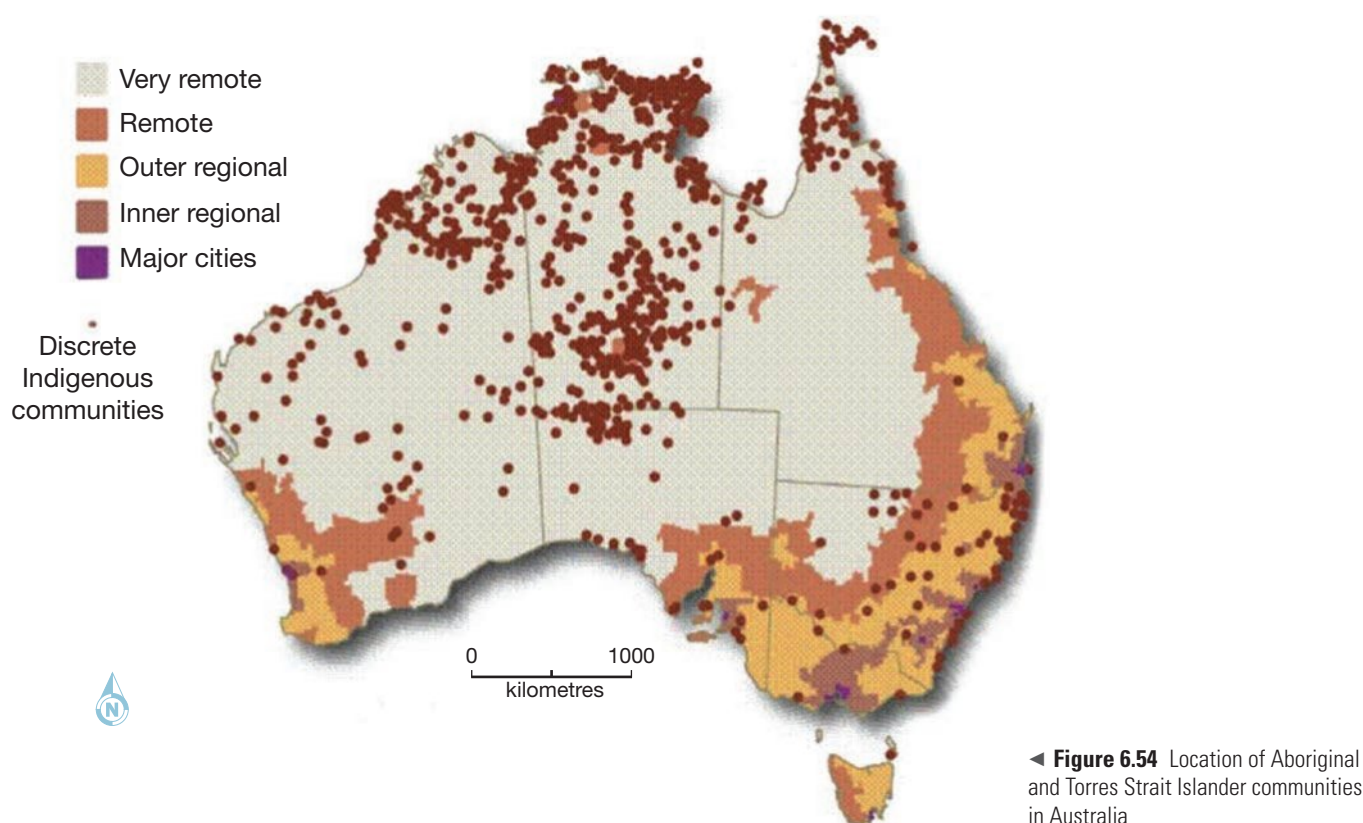 Very remote
Remote
Outer regional
Inner regional
Major cities
Discrete
Indigenous
communities
0 1000
kilometres
N
◄ Figure 6.54 Location of Aboriginal
and Torres Strait Islander communities
in Australia